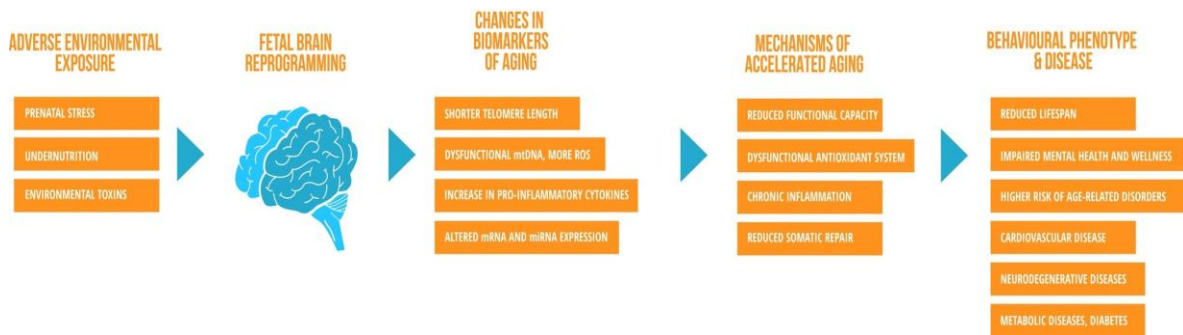 ADVERSE ENVIRONMENTAL
EXPOSURE
PRENATAL STRESS
UNDERNUTRITION
ENVIRONMENTAL TOXINS
FETAL BRAIN
REPROGRAMMING
CHANGES IN
BIOMARKERS
OF AGING
SHORTER TELOMERE LENGTH
DYSFUNCTIONAL mtDNA, MORE ROS
INCREASE IN PRO-INFLAMMATORY CYTOKINES
ALTERED mRNA AND miRNA EXPRESSION
MECHANISMS OF
ACCELERATED AGING
REDUCED FUNCTIONAL CAPACITY
DYSFUNCTIONAL ANTIOXIDANT SYSTEM
CHRONIC INFLAMMATION
REDUCED SOMATIC REPAIR
BEHAVIOURAL PHENOTYPE
& DISEASE
REDUCED LIFESPAN
IMPAIRED MENTAL HEALTH AND WELLNESS
HIGHER RISK OF AGE-RELATED DISORDERS
CARDIOVASCULAR DISEASE
NEURODEGENERATIVE DISEASES
METABOLIC DISEASES, DIABETES